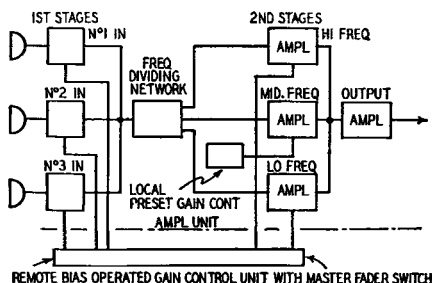 1ST STAGES
2ND STAGES
Nº1 IN
AMPL
HI FREQ
FREQ
DIVIDING
NETWORK
Nº2 IN
MID. FREQ
AMPL
OUTPUT
AMPL
Nº3 IN
LO FREQ
AMPL
LOCAL
PRESET GAIN CONT
AMPL UNIT
REMOTE BIAS OPERATED GAIN CONTROL UNIT WITH MASTER FADER SWITCH